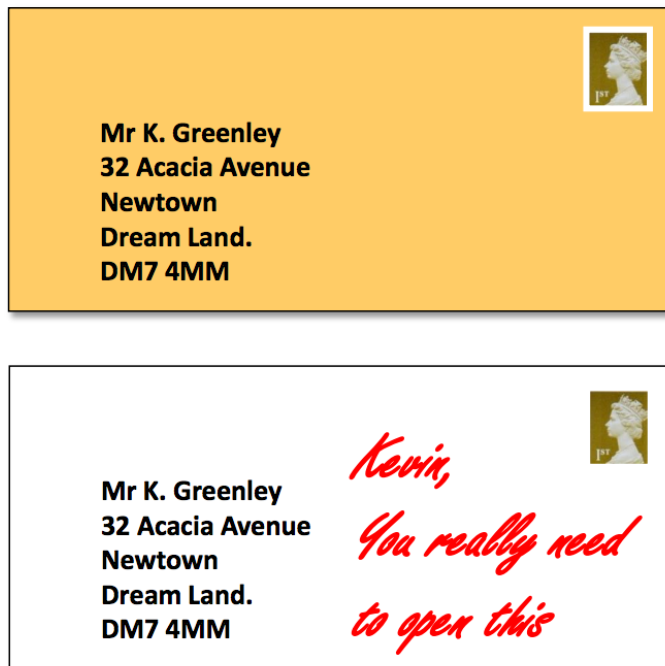 1ST
Mr K. Greenley
32 Acacia Avenue
Newtown
Dream Land.
DM7 4MM
1ST
Kevin,
You really need
to open this
Mr K. Greenley
32 Acacia Avenue
Newtown
Dream Land.
DM7 4MM